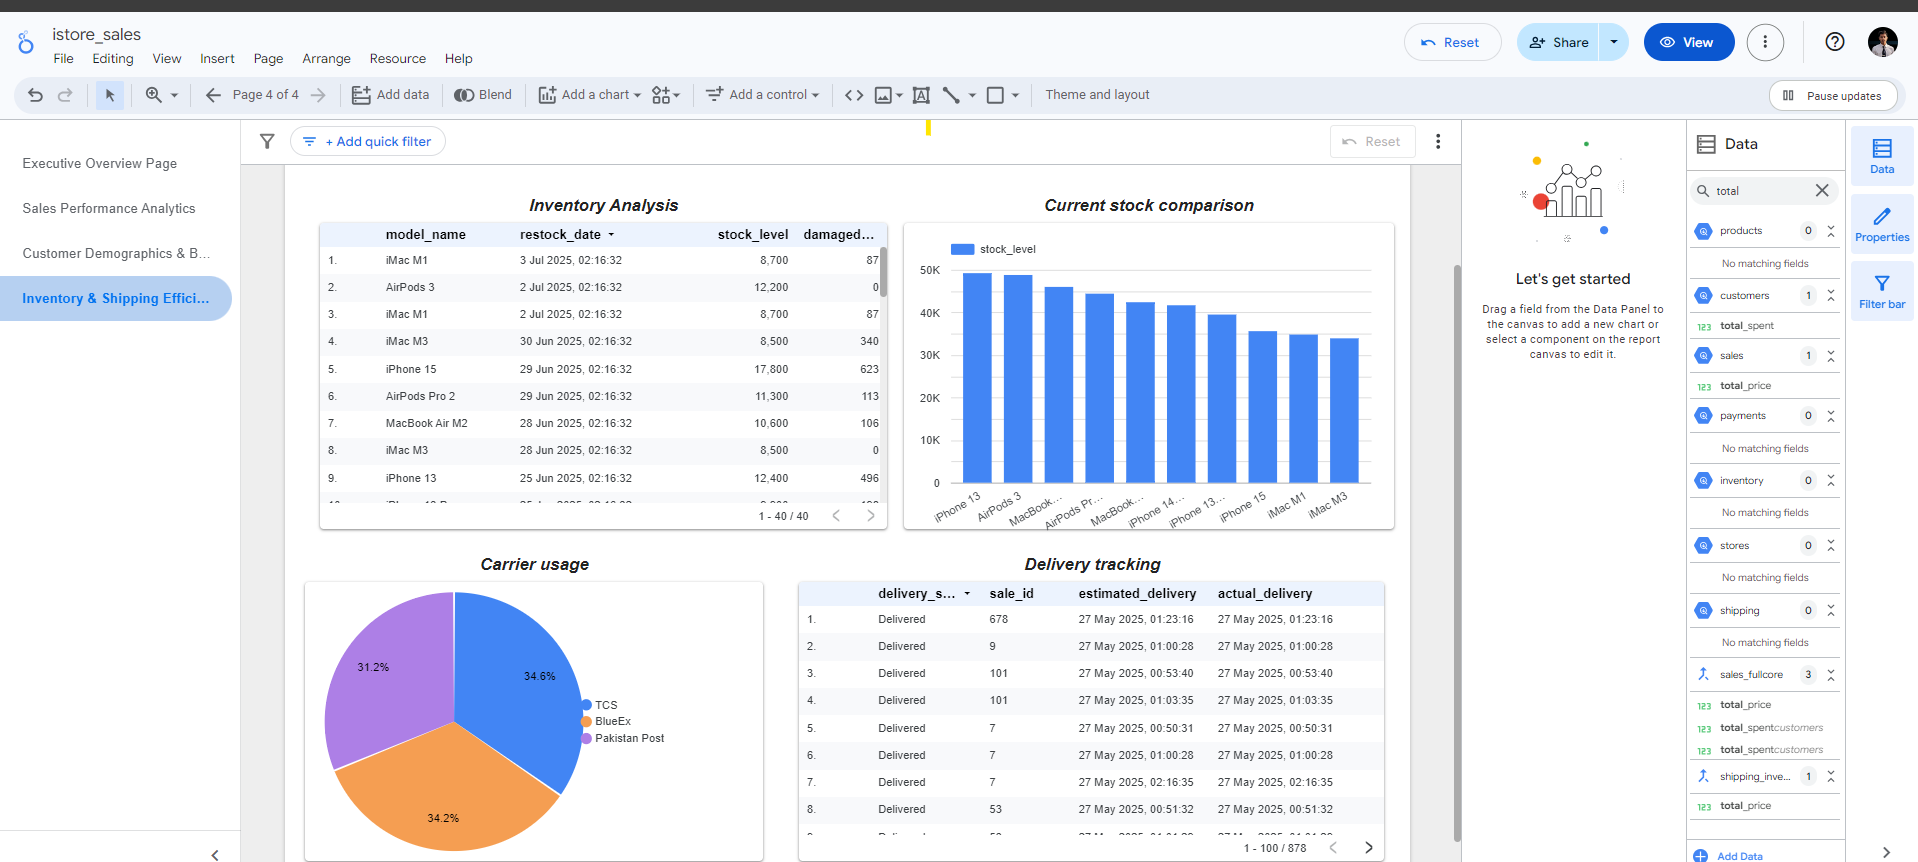 istore_sales
File Editing View Insert Page Arrange Resource Help
Reset Share View
Page 4 of 4 Add data Blend Add a chart Add a control Theme and layout Pause updates
Executive Overview Page
Sales Performance Analytics
Customer Demographics & B...
Inventory & Shipping Effici...
+ Add quick filter
Reset
Inventory Analysis
model_name restock_date stock_level damaged...
1. iMac M1 3 Jul 2025, 02:16:32 8,700 87
2. AirPods 3 2 Jul 2025, 02:16:32 12,200 0
3. iMac M1 2 Jul 2025, 02:16:32 8,700 87
4. iMac M3 30 Jun 2025, 02:16:32 8,500 340
5. iPhone 15 29 Jun 2025, 02:16:32 17,800 623
6. AirPods Pro 2 29 Jun 2025, 02:16:32 11,300 113
7. MacBook Air M2 28 Jun 2025, 02:16:32 10,600 106
8. iMac M3 28 Jun 2025, 02:16:32 8,500 0
9. iPhone 13 25 Jun 2025, 02:16:32 12,400 496
1 - 40 / 40
Current stock comparison
stock_level
50K
40K
30K
20K
10K
0
iPhone 13
AirPods 3
MacBook...
AirPods Pr...
MacBook...
iPhone 14...
iPhone 13...
iPhone 15
iMac M1
iMac M3
Carrier usage
31.2%
34.6%
34.2%
TCS
BlueEx
Pakistan Post
Delivery tracking
delivery_s... sale_id estimated_delivery actual_delivery
1. Delivered 678 27 May 2025, 01:23:16 27 May 2025, 01:23:16
2. Delivered 9 27 May 2025, 01:00:28 27 May 2025, 01:00:28
3. Delivered 101 27 May 2025, 00:53:40 27 May 2025, 00:53:40
4. Delivered 101 27 May 2025, 01:03:35 27 May 2025, 01:03:35
5. Delivered 7 27 May 2025, 00:50:31 27 May 2025, 00:50:31
6. Delivered 7 27 May 2025, 01:00:28 27 May 2025, 01:00:28
7. Delivered 7 27 May 2025, 02:16:35 27 May 2025, 02:16:35
8. Delivered 53 27 May 2025, 00:51:32 27 May 2025, 00:51:32
1 - 100 / 878
Let's get started
Drag a field from the Data Panel to
the canvas to add a new chart or
select a component on the report
canvas to edit it.
Data
total
products 0
No matching fields
customers 1
123 total_spent
sales 1
123 total_price
payments 0
No matching fields
inventory 0
No matching fields
stores 0
No matching fields
shipping 0
No matching fields
sales_fullcore 3
123 total_price
123 total_spentcustomers
123 total_spentcustomers
shipping_inve... 1
123 total_price
Add Data
Data
Properties
Filter bar